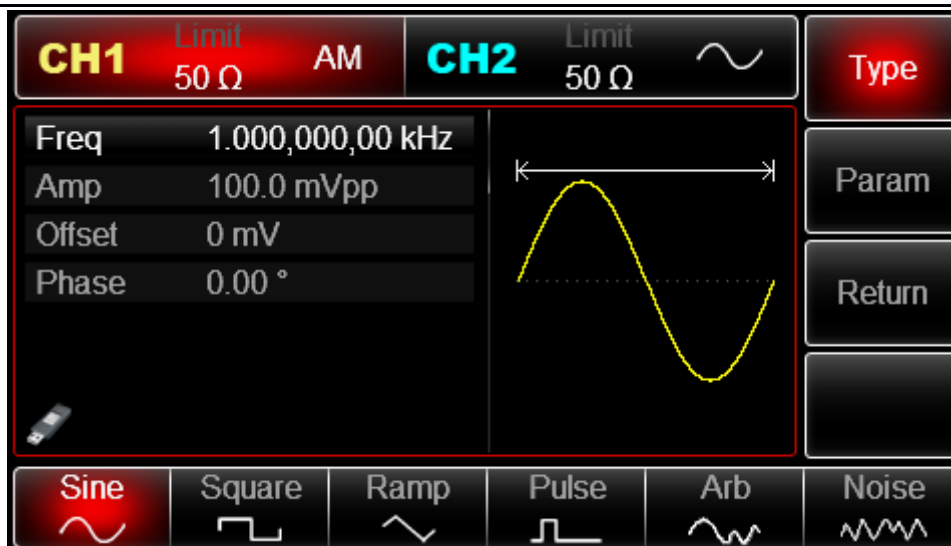 CH1 Limit 50 Ω AM
CH2 Limit 50 Ω
Type
Freq 1.000,000,00 kHz
Amp 100.0 mVpp
Offset 0 mV
Phase 0.00 °
Param
Return
Sine Square Ramp Pulse Arb Noise